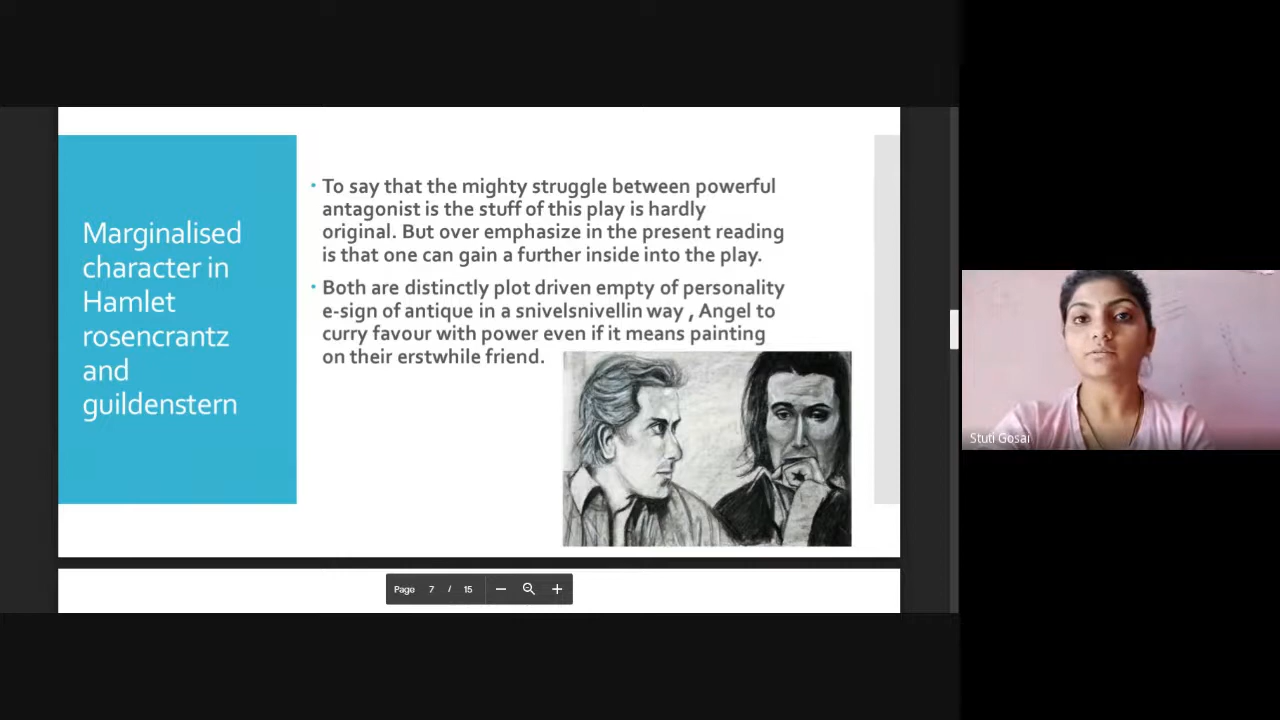 Marginalised
character in
Hamlet
rosencrantz
and
guildenstern
• To say that the mighty struggle between powerful
antagonist is the stuff of this play is hardly
original. But over emphasize in the present reading
is that one can gain a further inside into the play.
• Both are distinctly plot driven empty of personality
e-sign of antique in a snivelsnivellin way , Angel to
curry favour with power even if it means painting
on their erstwhile friend.
Page 7 / 15
Stuti Gosai